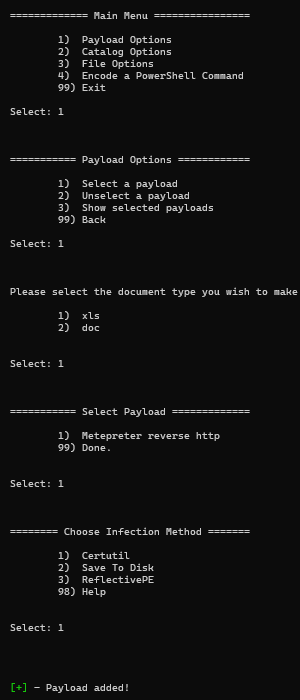 ============= Main Menu ================
1) Payload Options
2) Catalog Options
3) File Options
4) Encode a PowerShell Command
99) Exit
Select: 1
=========== Payload Options ============
1) Select a payload
2) Unselect a payload
3) Show selected payloads
99) Back
Select: 1
Please select the document type you wish to make
1) xls
2) doc
Select: 1
=========== Select Payload =============
1) Metepreter reverse http
99) Done.
Select: 1
======== Choose Infection Method =======
1) Certutil
2) Save To Disk
3) ReflectivePE
98) Help
Select: 1
[+] - Payload added!